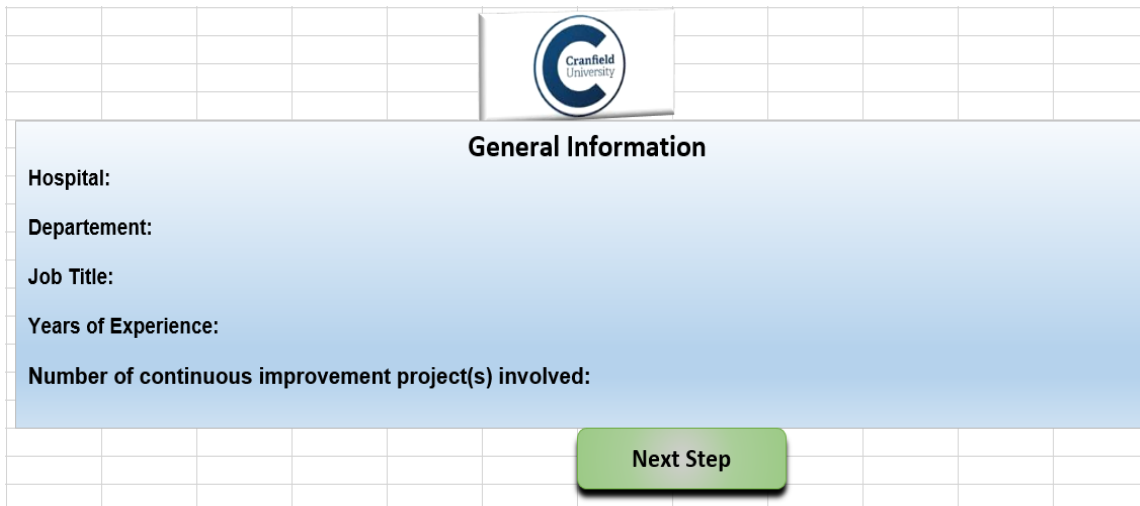 Cranfield
University
General Information
Hospital:
Departement:
Job Title:
Years of Experience:
Number of continuous improvement project(s) involved:
Next Step